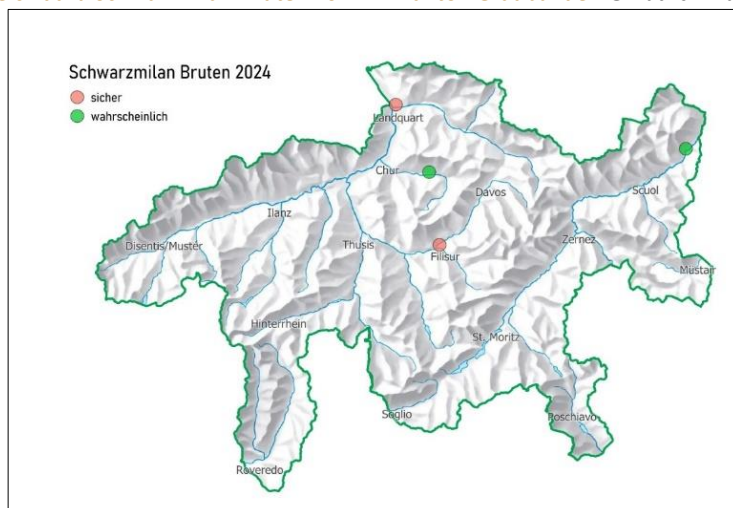 Schwarzmilan Bruten 2024
sicher
wahrscheinlich
Landquart
Chur
Davos
Scuol
Ilanz
Disentis/Mustér
Thusis
Filisur
Zernez
Müstair
Hinterrhein
St. Moritz
Soglio
Poschiavo
Roveredo